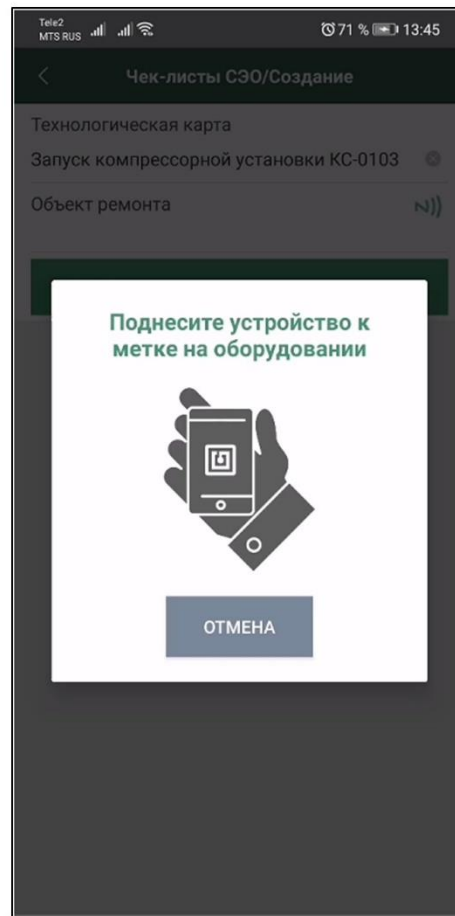 Tele2
MTS RUS
71 % 13:45
Чек-листы СЭО/Создание
Технологическая карта
Запуск компрессорной установки КС-0103
Объект ремонта
Поднесите устройство к
метке на оборудовании
ОТМЕНА